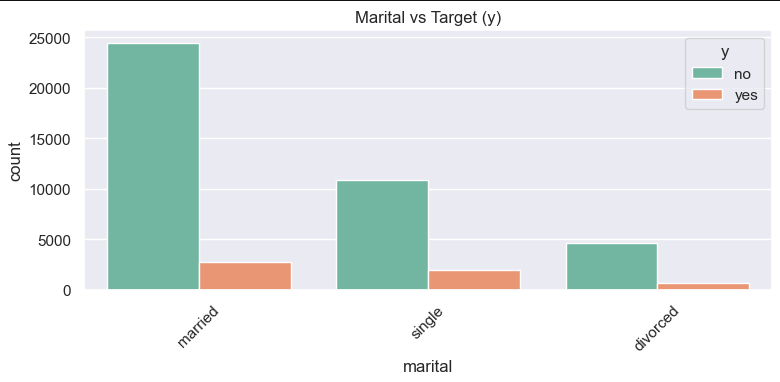 Marital vs Target (y)
25000
20000
15000
10000
5000
0
count
y
no
yes
married
single
divorced
marital